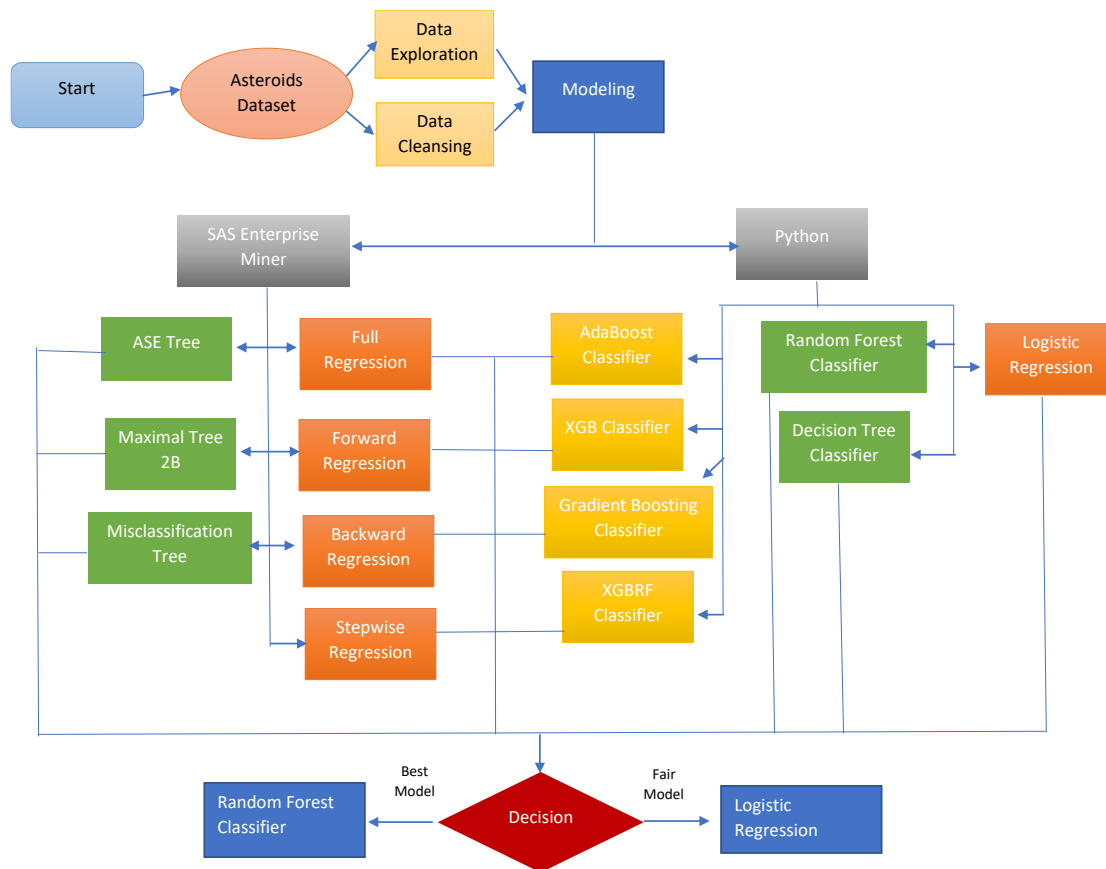 Start
Asteroids
Dataset
Data
Exploration
Data
Cleansing
Modeling
SAS Enterprise
Miner
Python
ASE Tree
Full
Regression
AdaBoost
Classifier
Random Forest
Classifier
Logistic
Regression
Maximal Tree
2B
Forward
Regression
XGB Classifier
Decision Tree
Classifier
Misclassification
Tree
Backward
Regression
Gradient Boosting
Classifier
Stepwise
Regression
XGBRF
Classifier
Best
Model
Fair
Model
Random Forest
Classifier
Decision
Logistic
Regression